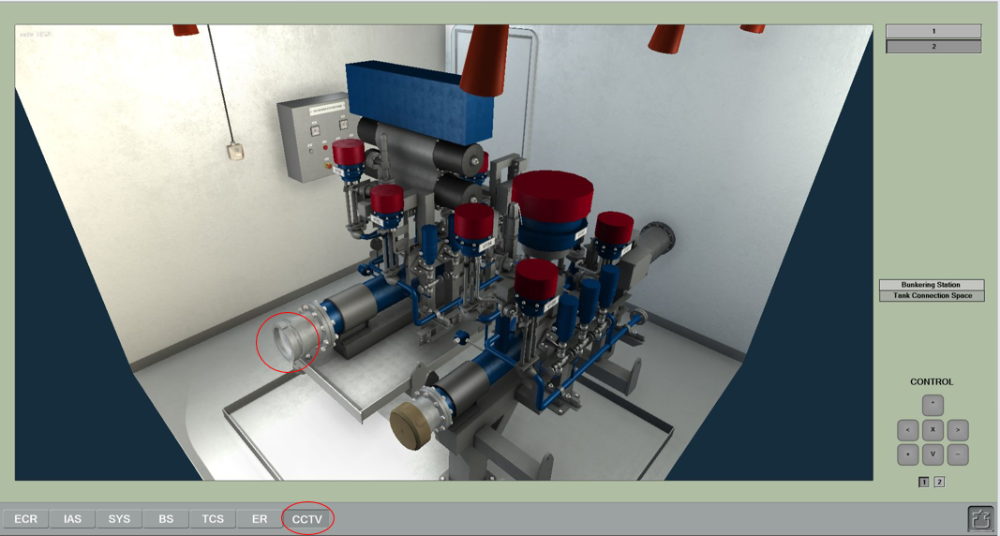 1
2
Bunkering Station
Tank Connection Space
CONTROL
^
< X >
+ V −
1 2
ECR IAS SYS BS TCS ER CCTV